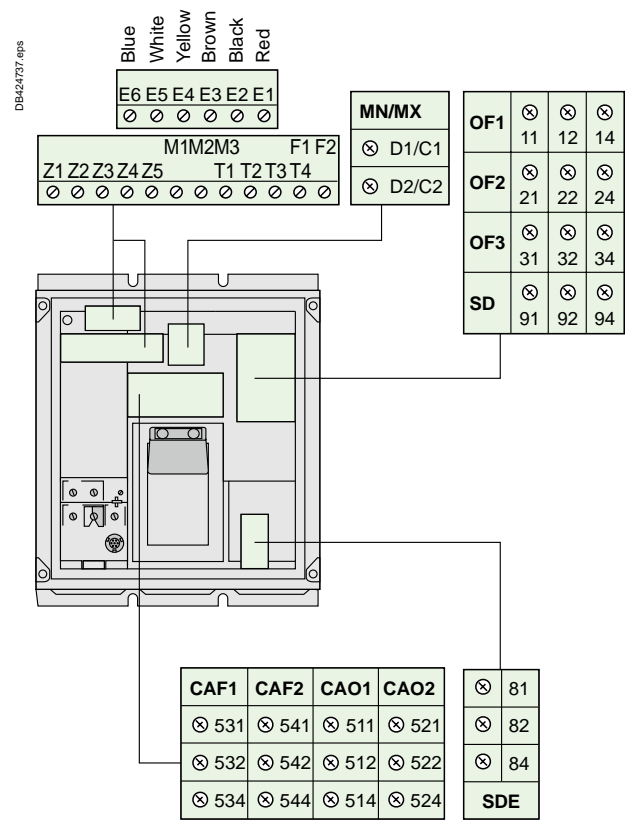 DB424737.eps
Blue
White
Yellow
Brown
Black
Red
E6 E5 E4 E3 E2 E1
M1M2M3 F1 F2
Z1 Z2 Z3 Z4 Z5 T1 T2 T3 T4
MN/MX
D1/C1
D2/C2
OF1
11 12 14
OF2
21 22 24
OF3
31 32 34
SD
91 92 94
CAF1 CAF2 CAO1 CAO2
531 541 511 521
532 542 512 522
534 544 514 524
81
82
84
SDE